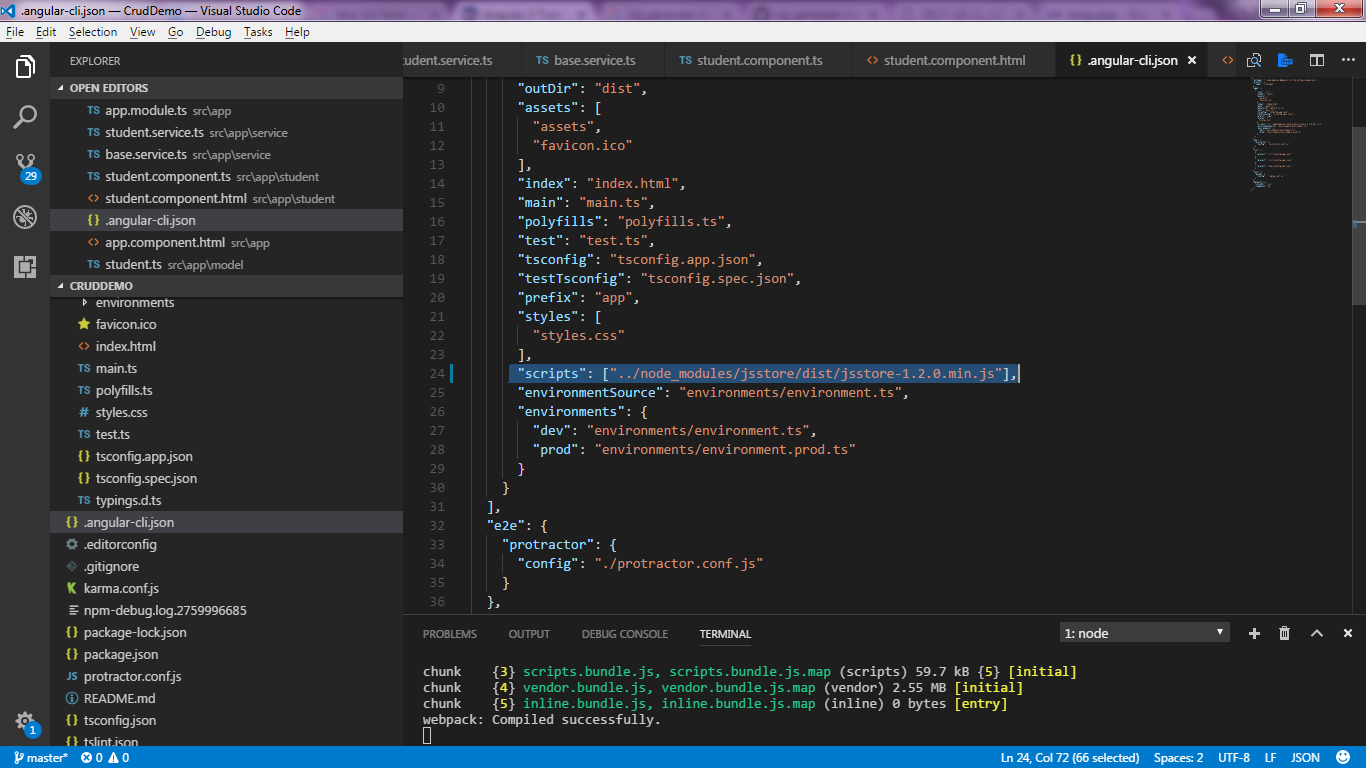 .angular-cli.json — CrudDemo — Visual Studio Code
File Edit Selection View Go Debug Tasks Help
EXPLORER
OPEN EDITORS
TS app.module.ts src\app
TS student.service.ts src\app\service
TS base.service.ts src\app\service
TS student.component.ts src\app\student
<> student.component.html src\app\student
{} .angular-cli.json
<> app.component.html src\app
TS student.ts src\app\model
CRUDDEMO
environments
favicon.ico
<> index.html
TS main.ts
TS polyfills.ts
# styles.css
TS test.ts
{} tsconfig.app.json
{} tsconfig.spec.json
TS typings.d.ts
{} .angular-cli.json
.editorconfig
.gitignore
karma.conf.js
npm-debug.log.2759996685
{} package-lock.json
{} package.json
JS protractor.conf.js
README.md
{} tsconfig.json
{} tslint.json
29
1
udent.service.ts TS base.service.ts TS student.component.ts <> student.component.html {} .angular-cli.json × <>
9 "outDir": "dist",
10 "assets": [
11 "assets",
12 "favicon.ico"
13 ],
14 "index": "index.html",
15 "main": "main.ts",
16 "polyfills": "polyfills.ts",
17 "test": "test.ts",
18 "tsconfig": "tsconfig.app.json",
19 "testTsconfig": "tsconfig.spec.json",
20 "prefix": "app",
21 "styles": [
22 "styles.css"
23 ],
24 "scripts": ["../node_modules/jsstore/dist/jsstore-1.2.0.min.js"],
25 "environmentSource": "environments/environment.ts",
26 "environments": {
27 "dev": "environments/environment.ts",
28 "prod": "environments/environment.prod.ts"
29 }
30 }
31 ],
32 "e2e": {
33 "protractor": {
34 "config": "./protractor.conf.js"
35 }
36 },
PROBLEMS OUTPUT DEBUG CONSOLE TERMINAL 1: node
chunk {3} scripts.bundle.js, scripts.bundle.js.map (scripts) 59.7 kB {5} [initial]
chunk {4} vendor.bundle.js, vendor.bundle.js.map (vendor) 2.55 MB [initial]
chunk {5} inline.bundle.js, inline.bundle.js.map (inline) 0 bytes [entry]
webpack: Compiled successfully.
master* 0 0 Ln 24, Col 72 (66 selected) Spaces: 2 UTF-8 LF JSON